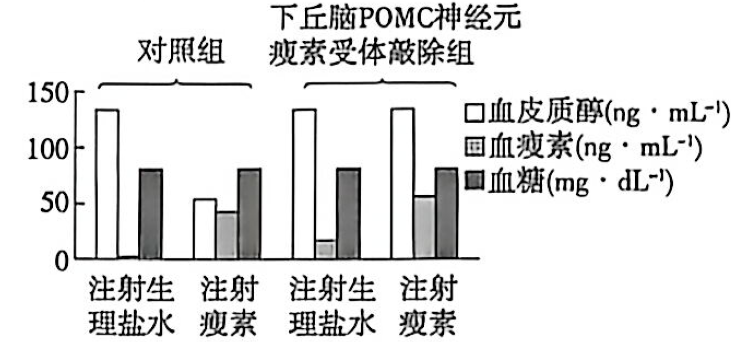 对照组
下丘脑POMC神经元
瘦素受体敲除组
150
100
50
0
血皮质醇(ng·mL⁻¹)
血瘦素(ng·mL⁻¹)
血糖(mg·dL⁻¹)
注射生
理盐水
注射
瘦素
注射生
理盐水
注射
瘦素